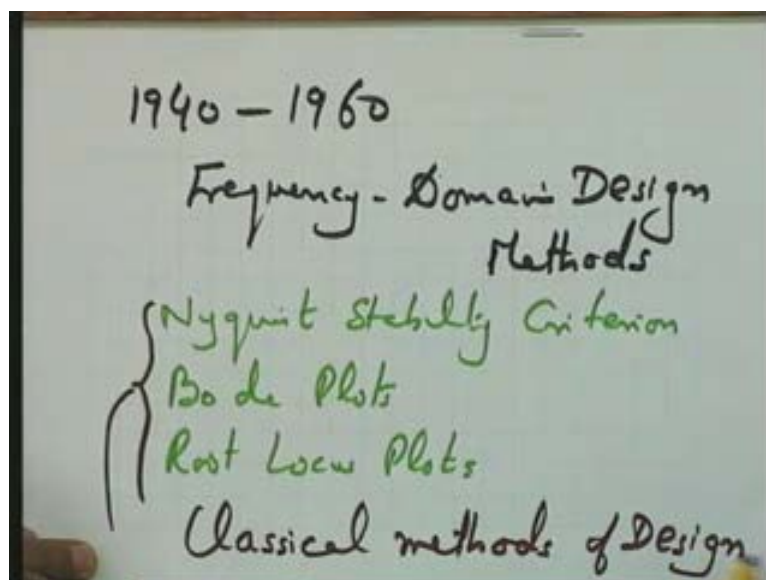 1940 - 1960
Frequency - Domain Design
Methods
Nyquist Stability Criterion
Bode Plots
Root Locus Plots
Classical methods of Design